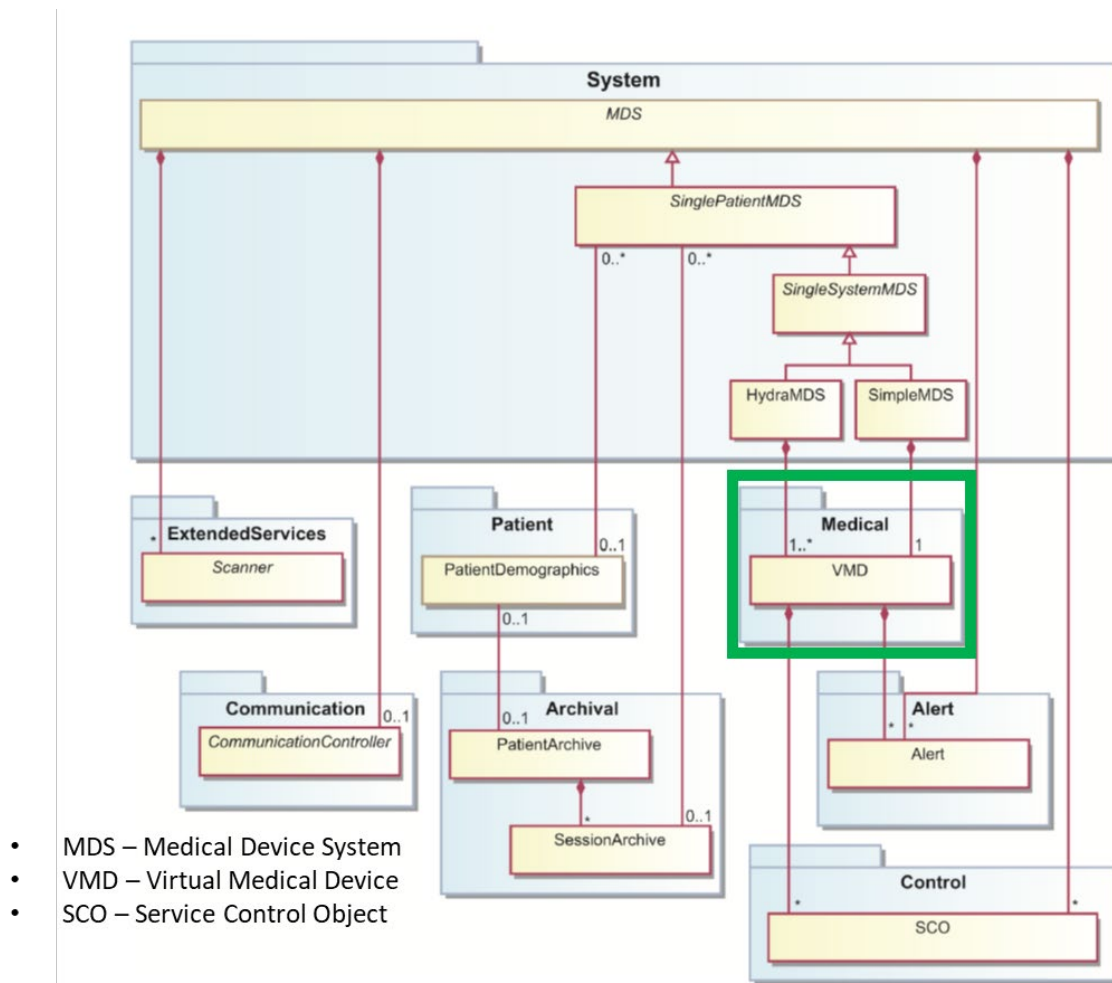 System
MDS
SinglePatientMDS
0..*
0..*
SingleSystemMDS
HydraMDS
SimpleMDS
ExtendedServices
*
Scanner
Patient
0..1
PatientDemographics
0..1
Medical
1..*
1
VMD
Communication
0..1
CommunicationController
Archival
0..1
PatientArchive
*
0..1
SessionArchive
Alert
*
*
Alert
• MDS – Medical Device System
• VMD – Virtual Medical Device
• SCO – Service Control Object
Control
*
*
SCO